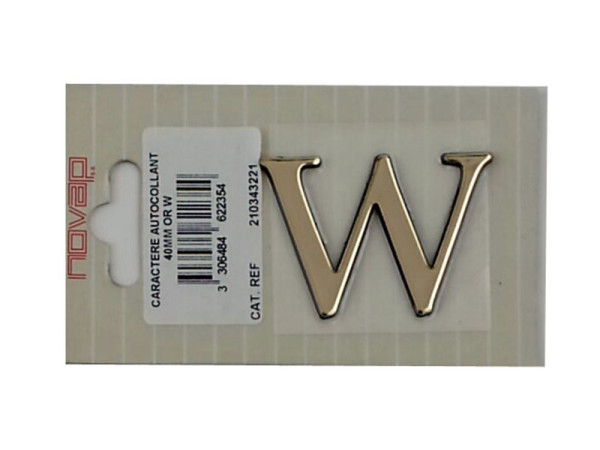 novap
CARACTERE AUTOCOLLANT
40MM OR W
3 306484 622354
CAT. REF 210343221
W